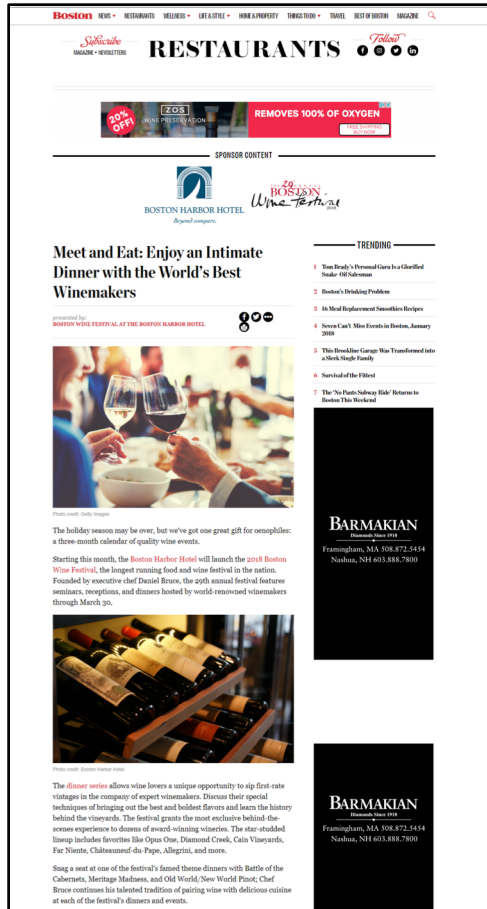 Boston NEWS RESTAURANTS WELLNESS LIFE & STYLE HOME & PROPERTY THINGS TO DO TRAVEL BEST OF BOSTON MAGAZINE
Subscribe
MAGAZINE • NEWSLETTERS
RESTAURANTS
Follow
20% OFF!
ZOS
WINE PRESERVATION
REMOVES 100% OF OXYGEN
FREE SHIPPING
BUY NOW
SPONSOR CONTENT
BOSTON HARBOR HOTEL
Beyond compare.
29
BOSTON
Wine Festival
2018
Meet and Eat: Enjoy an Intimate
Dinner with the World's Best
Winemakers
presented by:
BOSTON WINE FESTIVAL AT THE BOSTON HARBOR HOTEL
Photo credit: Getty Images
The holiday season may be over, but we've got one great gift for oenophiles:
a three-month calendar of quality wine events.
Starting this month, the Boston Harbor Hotel will launch the 2018 Boston
Wine Festival, the longest running food and wine festival in the nation.
Founded by executive chef Daniel Bruce, the 29th annual festival features
seminars, receptions, and dinners hosted by world-renowned winemakers
through March 30.
Photo credit: Boston Harbor Hotel
The dinner series allows wine lovers a unique opportunity to sip first-rate
vintages in the company of expert winemakers. Discuss their special
techniques of bringing out the best and boldest flavors and learn the history
behind the vineyards. The festival grants the most exclusive behind-the-
scenes experience to dozens of award-winning wineries. The star-studded
lineup includes favorites like Opus One, Diamond Creek, Cain Vineyards,
Far Niente, Châteauneuf-du-Pape, Allegrini, and more.
Snag a seat at one of the festival's famed theme dinners with Battle of the
Cabernets, Meritage Madness, and Old World/New World Pinot; Chef
Bruce continues his talented tradition of pairing wine with delicious cuisine
at each of the festival's dinners and events.
TRENDING
1 Tom Brady's Personal Guru Is a Glorified
Snake-Oil Salesman
2 Boston's Drinking Problem
3 16 Meal Replacement Smoothies Recipes
4 Seven Can't-Miss Events in Boston, January
2018
5 This Brookline Garage Was Transformed into
a Sleek Single Family
6 Survival of the Fittest
7 The 'No Pants Subway Ride' Returns to
Boston This Weekend
BARMAKIAN
Diamonds Since 1910
Framingham, MA 508.872.5454
Nashua, NH 603.888.7800
BARMAKIAN
Diamonds Since 1910
Framingham, MA 508.872.5454
Nashua, NH 603.888.7800